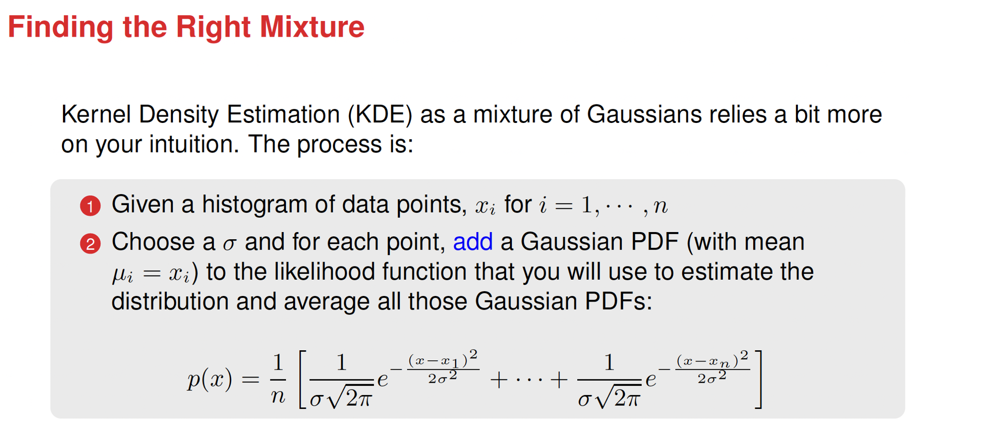 Finding the Right Mixture
Kernel Density Estimation (KDE) as a mixture of Gaussians relies a bit more
on your intuition. The process is:
1 Given a histogram of data points, $x_i$ for $i = 1, \cdots, n$
2 Choose a $\sigma$ and for each point, add a Gaussian PDF (with mean
$\mu_i = x_i$) to the likelihood function that you will use to estimate the
distribution and average all those Gaussian PDFs:
$p(x) = \frac{1}{n} \left[ \frac{1}{\sigma\sqrt{2\pi}} e^{-\frac{(x-x_1)^2}{2\sigma^2}} + \cdots + \frac{1}{\sigma\sqrt{2\pi}} e^{-\frac{(x-x_n)^2}{2\sigma^2}} \right]$